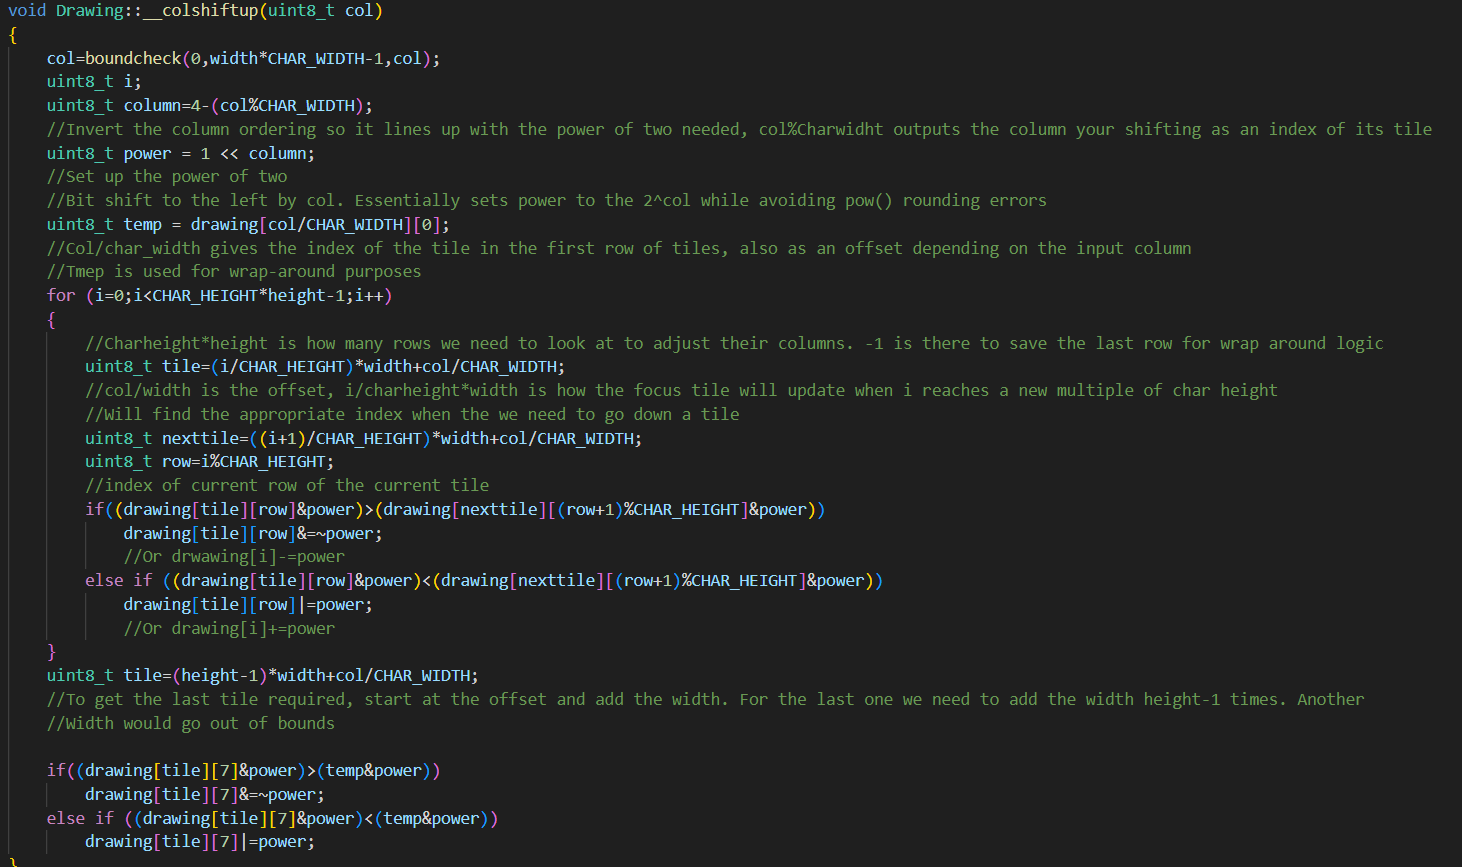 void Drawing::__colshiftup(uint8_t col)
{
    col=boundcheck(0,width*CHAR_WIDTH-1,col);
    uint8_t i;
    uint8_t column=4-(col%CHAR_WIDTH);
    //Invert the column ordering so it lines up with the power of two needed, col%Charwidht outputs the column your shifting as an index of its tile
    uint8_t power = 1 << column;
    //Set up the power of two
    //Bit shift to the left by col. Essentially sets power to the 2^col while avoiding pow() rounding errors
    uint8_t temp = drawing[col/CHAR_WIDTH][0];
    //Col/char_width gives the index of the tile in the first row of tiles, also as an offset depending on the input column
    //Tmep is used for wrap-around purposes
    for (i=0;i<CHAR_HEIGHT*height-1;i++)
    {
        //Charheight*height is how many rows we need to look at to adjust their columns. -1 is there to save the last row for wrap around logic
        uint8_t tile=(i/CHAR_HEIGHT)*width+col/CHAR_WIDTH;
        //col/width is the offset, i/charheight*width is how the focus tile will update when i reaches a new multiple of char height
        //Will find the appropriate index when the we need to go down a tile
        uint8_t nexttile=((i+1)/CHAR_HEIGHT)*width+col/CHAR_WIDTH;
        uint8_t row=i%CHAR_HEIGHT;
        //index of current row of the current tile
        if((drawing[tile][row]&power)>(drawing[nexttile][(row+1)%CHAR_HEIGHT]&power))
            drawing[tile][row]&=~power;
            //Or drwawing[i]-=power
        else if ((drawing[tile][row]&power)<(drawing[nexttile][(row+1)%CHAR_HEIGHT]&power))
            drawing[tile][row]|=power;
            //Or drawing[i]+=power
    }
    uint8_t tile=(height-1)*width+col/CHAR_WIDTH;
    //To get the last tile required, start at the offset and add the width. For the last one we need to add the width height-1 times. Another
    //Width would go out of bounds

    if((drawing[tile][7]&power)>(temp&power))
        drawing[tile][7]&=~power;
    else if ((drawing[tile][7]&power)<(temp&power))
        drawing[tile][7]|=power;
}